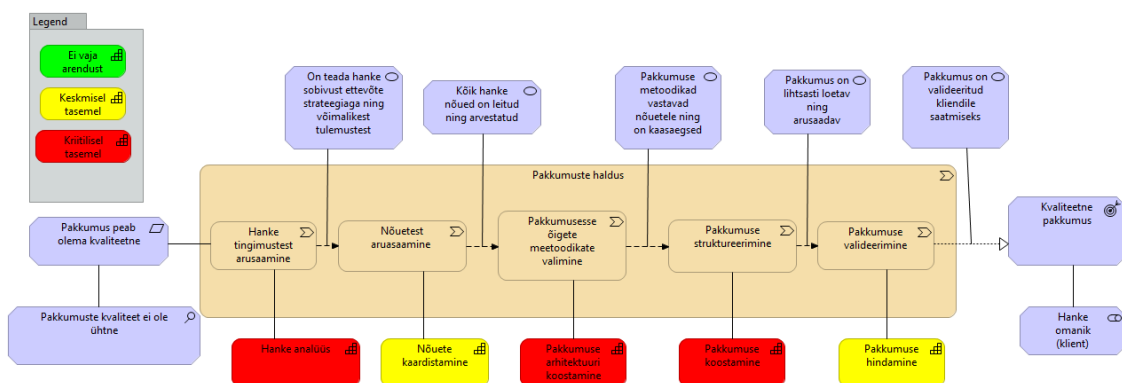 Legend
Ei vaja
arendust
Keskmisel
tasemel
Kriitilisel
tasemel
On teada hanke
sobivust ettevõte
strateegiaga ning
võimalikest
tulemustest
Kõik hanke
nõued on leitud
ning arvestatud
Pakkumuse
metoodikad
vastavad
nõuetele ning
on kaasaegsed
Pakkumus on
lihtsasti loetav
ning
arusaadav
Pakkumus on
valideeritud
kliendile
saatmiseks
Pakkumuste haldus
Pakkumus peab
olema kvaliteetne
Hanke
tingimustest
arusaamine
Nõuetest
aruasaamine
Pakkumusesse
õigete
meetoodikate
valimine
Pakkumuse
struktureerimine
Pakkumuse
valideerimine
Kvaliteetne
pakkumus
Pakkumuste kvaliteet ei ole
ühtne
Hanke
omanik
(klient)
Hanke analüüs
Nõuete
kaardistamine
Pakkumuse
arhitektuuri
koostamine
Pakkumuse
koostamine
Pakkumuse
hindamine